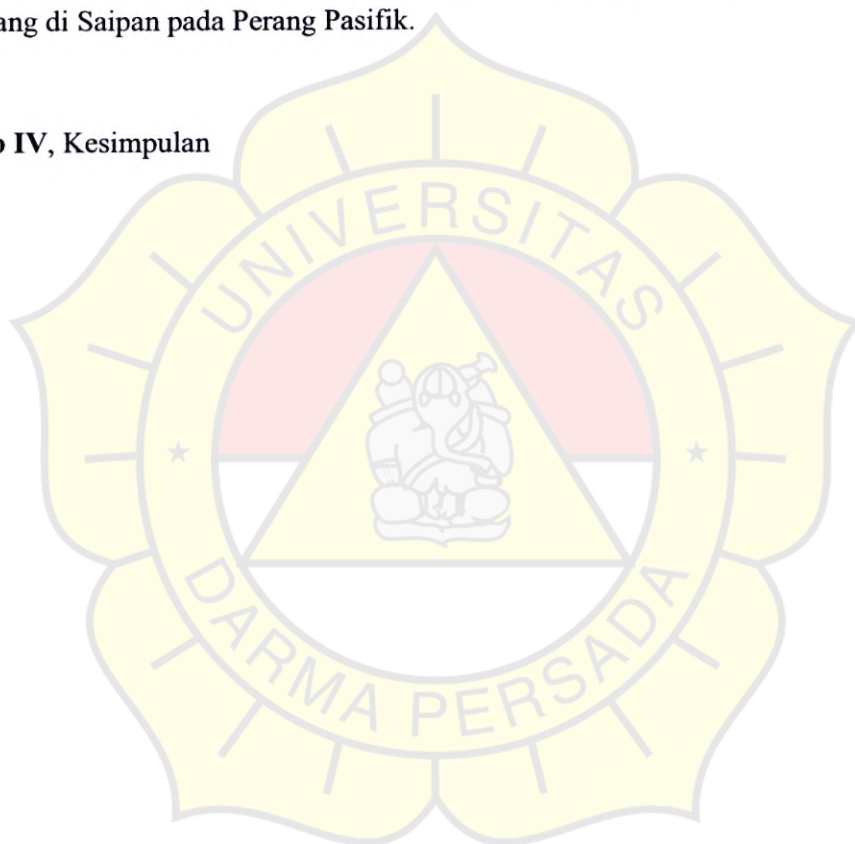 ang di Saipan pada Perang Pasifik.
b IV, Kesimpulan
UNIVERSITAS
DARMA PERSADA